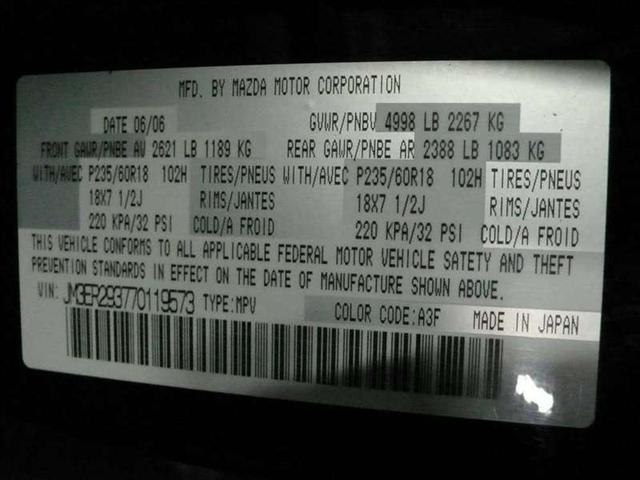 MFD. BY MAZDA MOTOR CORPORATION
DATE 06/06 GVWR/PNBV 4998 LB 2267 KG
FRONT GAWR/PNBE AV 2621 LB 1189 KG REAR GAWR/PNBE AR 2388 LB 1083 KG
WITH/AVEC P235/60R18 102H TIRES/PNEUS WITH/AVEC P235/60R18 102H TIRES/PNEUS
18X7 1/2J RIMS/JANTES 18X7 1/2J RIMS/JANTES
220 KPA/32 PSI COLD/A FROID 220 KPA/32 PSI COLD/A FROID
THIS VEHICLE CONFORMS TO ALL APPLICABLE FEDERAL MOTOR VEHICLE SAFETY AND THEFT
PREVENTION STANDARDS IN EFFECT ON THE DATE OF MANUFACTURE SHOWN ABOVE.
VIN: JM3ER293770119573 TYPE:MPV COLOR CODE:A3F MADE IN JAPAN